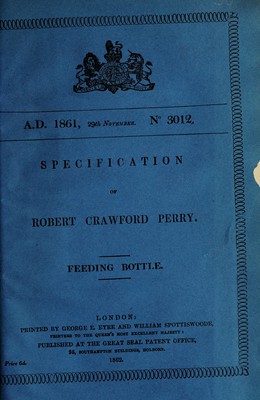 A.D. 1861, 29th NOVEMBER. Nº 3012.
SPECIFICATION
OF
ROBERT CRAWFORD PERRY.
FEEDING BOTTLE.
LONDON:
PRINTED BY GEORGE E. EYRE AND WILLIAM SPOTTISWOODE,
PRINTERS TO THE QUEEN'S MOST EXCELLENT MAJESTY:
PUBLISHED AT THE GREAT SEAL PATENT OFFICE,
25, SOUTHAMPTON BUILDINGS, HOLBORN.
1862.
Price 6d.